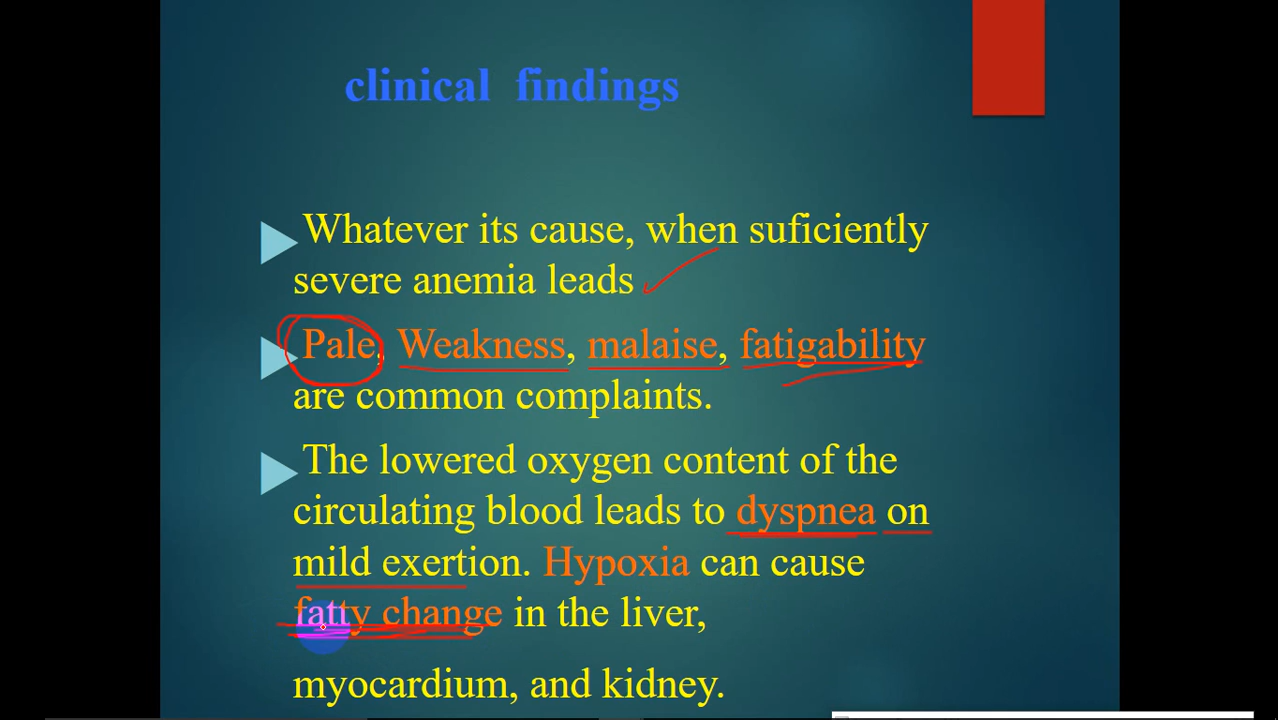 clinical findings
Whatever its cause, when suficiently
severe anemia leads
Pale, Weakness, malaise, fatigability
are common complaints.
The lowered oxygen content of the
circulating blood leads to dyspnea on
mild exertion. Hypoxia can cause
fatty change in the liver,
myocardium, and kidney.